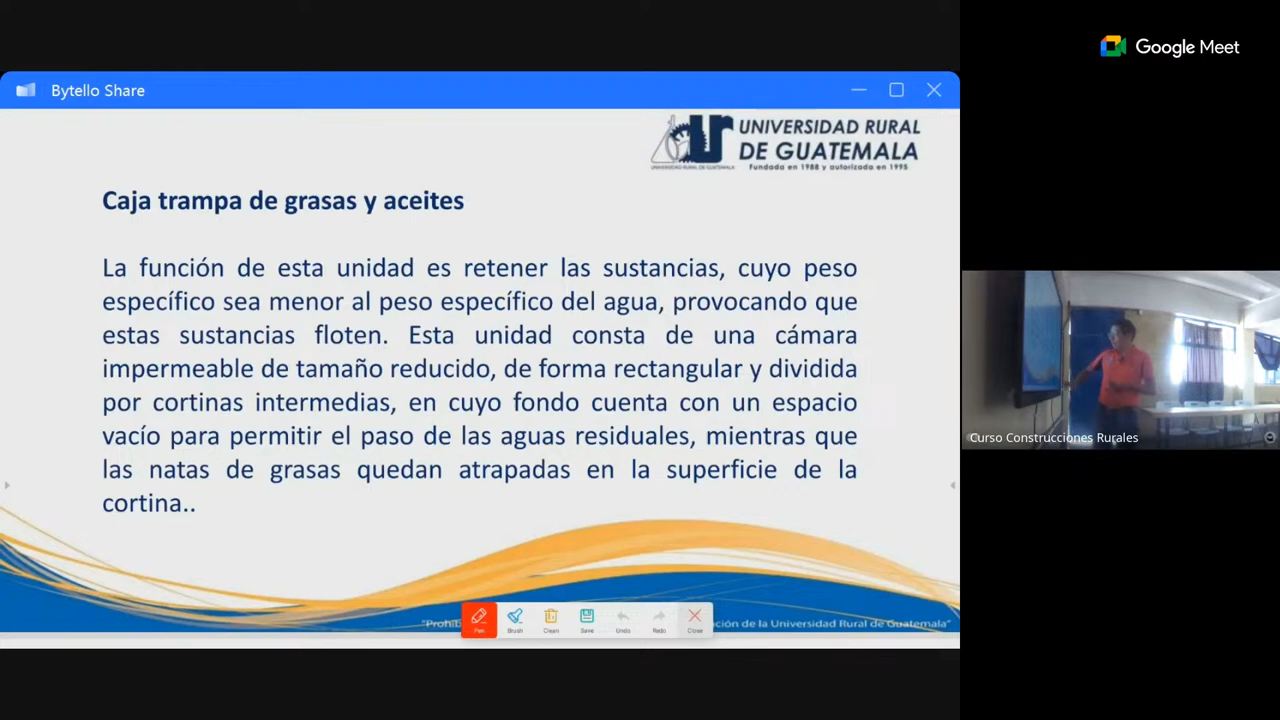 Google Meet
Bytello Share
UNIVERSIDAD RURAL
DE GUATEMALA
Fundada en 1988 y autorizada en 1995
UNIVERSIDAD RURAL DE GUATEMALA
Caja trampa de grasas y aceites
La función de esta unidad es retener las sustancias, cuyo peso
específico sea menor al peso específico del agua, provocando que
estas sustancias floten. Esta unidad consta de una cámara
impermeable de tamaño reducido, de forma rectangular y dividida
por cortinas intermedias, en cuyo fondo cuenta con un espacio
vacío para permitir el paso de las aguas residuales, mientras que
las natas de grasas quedan atrapadas en la superficie de la
cortina..
Curso Construcciones Rurales
Pen Brush Clean Save Undo Redo Close
de la Universidad Rural de Guatemala"